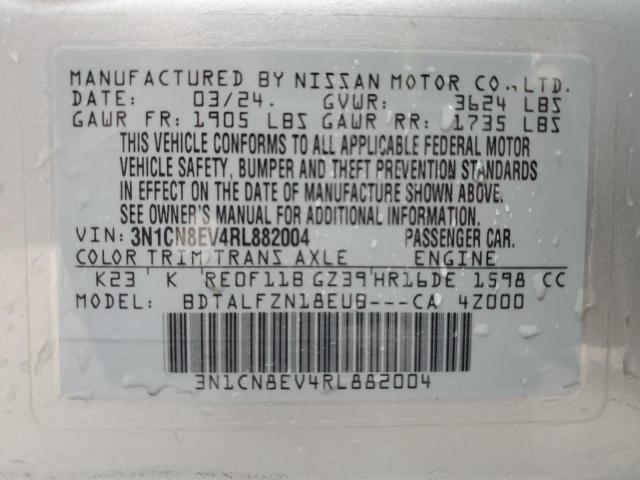 MANUFACTURED BY NISSAN MOTOR CO., LTD.
DATE: 03/24. GVWR: 3624 LBS
GAWR FR: 1905 LBS GAWR RR: 1735 LBS
THIS VEHICLE CONFORMS TO ALL APPLICABLE FEDERAL MOTOR
VEHICLE SAFETY, BUMPER AND THEFT PREVENTION STANDARDS
IN EFFECT ON THE DATE OF MANUFACTURE SHOWN ABOVE.
SEE OWNER'S MANUAL FOR ADDITIONAL INFORMATION
VIN: 3N1CN8EV4RL882004 PASSENGER CAR.
COLOR TRIM TRANS AXLE ENGINE
K23 K RE0F11B GZ39 HR16DE 1598 CC
MODEL: BDTALFZN18EUB---CA 4Z000
3N1CN8EV4RL882004